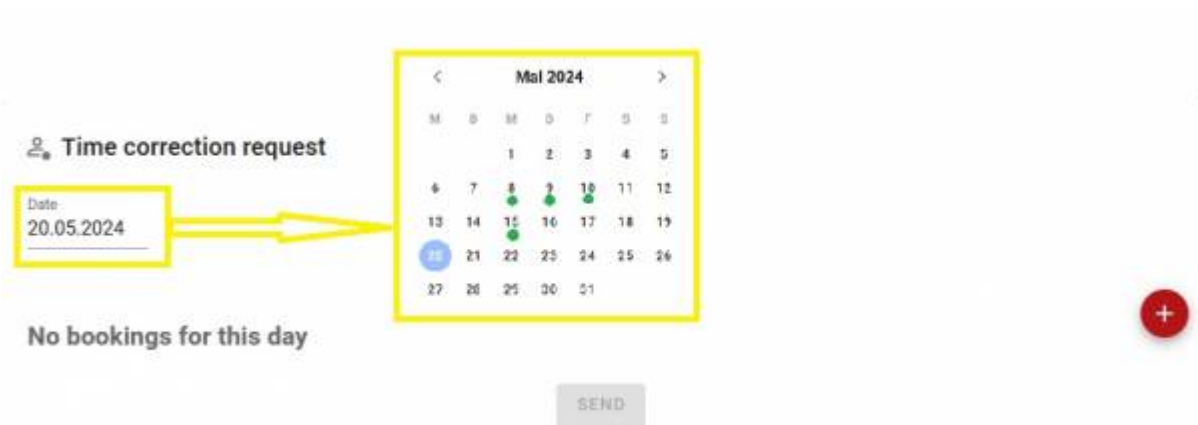 Time correction request
Date
20.05.2024
No bookings for this day
Mai 2024
M D M D F S S
1 2 3 4 5
6 7 8 9 10 11 12
13 14 15 16 17 18 19
20 21 22 23 24 25 26
27 28 29 30 31
SEND